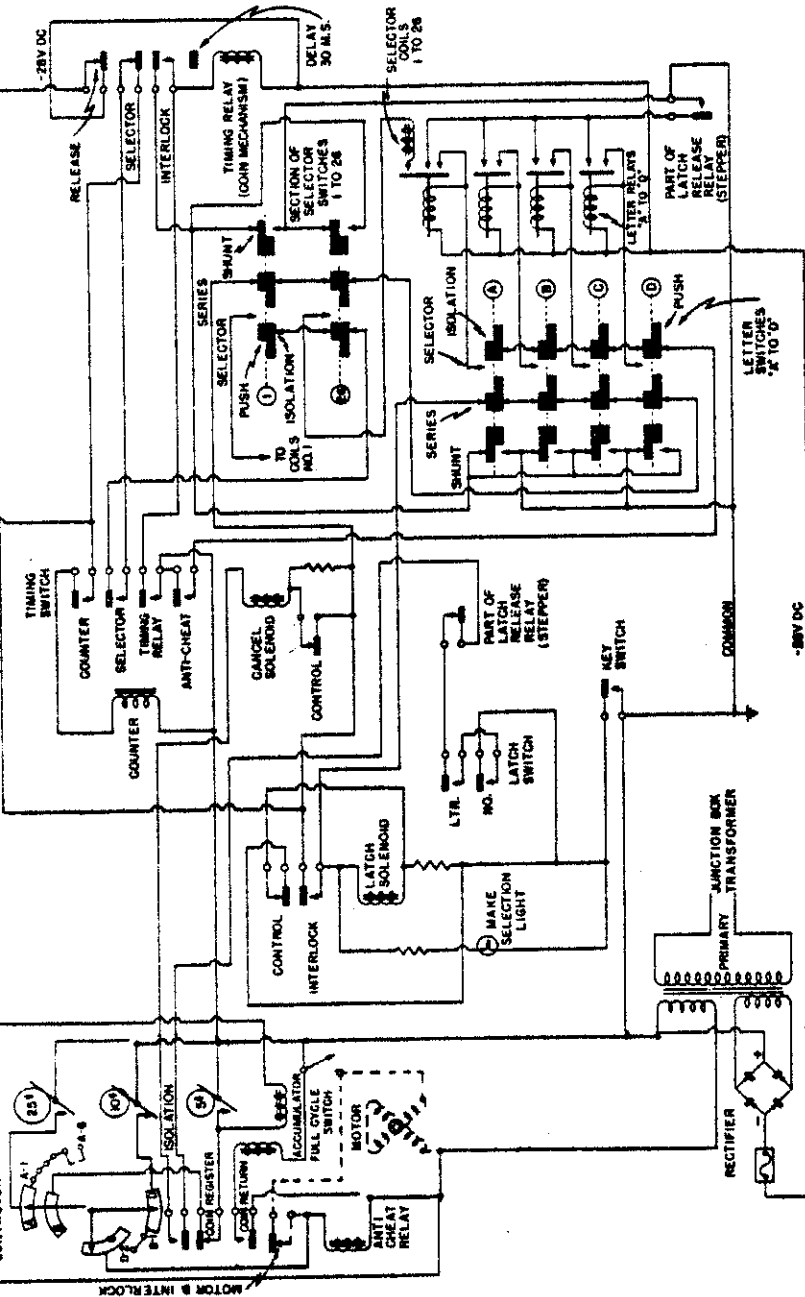 -28V DC
RELEASE
SELECTOR
INTERLOCK
DELAY
30 M.S.
TIMING RELAY
(COIN MECHANISM)
SELECTOR
COILS
1 TO 26
SECTION OF
SELECTOR
SWITCHES
1 TO 26
SHUNT
SERIES
SELECTOR
PUSH
ISOLATION
1
TO
COILS
NO.1
LETTER RELAYS
"A" TO "D"
PART OF
LATCH
RELEASE
RELAY
(STEPPER)
SELECTOR
ISOLATION
SERIES
SHUNT
A
B
C
D
PUSH
LETTER
SWITCHES
"A" TO "D"
TIMING
SWITCH
COUNTER
SELECTOR
TIMING
RELAY
ANTI-CHEAT
COUNTER
CANCEL
SOLENOID
CONTROL
PART OF
LATCH
RELEASE
RELAY
(STEPPER)
LTR.
NO.
LATCH
SWITCH
KEY
SWITCH
COMMON
-28V DC
CONTROL
INTERLOCK
LATCH
SOLENOID
MAKE
SELECTION
LIGHT
JUNCTION BOX
TRANSFORMER
PRIMARY
RECTIFIER
+
-
25¢
10¢
5¢
A-1
A-6
A
B
D
B-1
ISOLATION
COIN REGISTER
COIN RETURN
ACCUMULATOR
FULL CYCLE
SWITCH
MOTOR
ANTI
CHEAT
RELAY
MOTOR & INTERLOCK